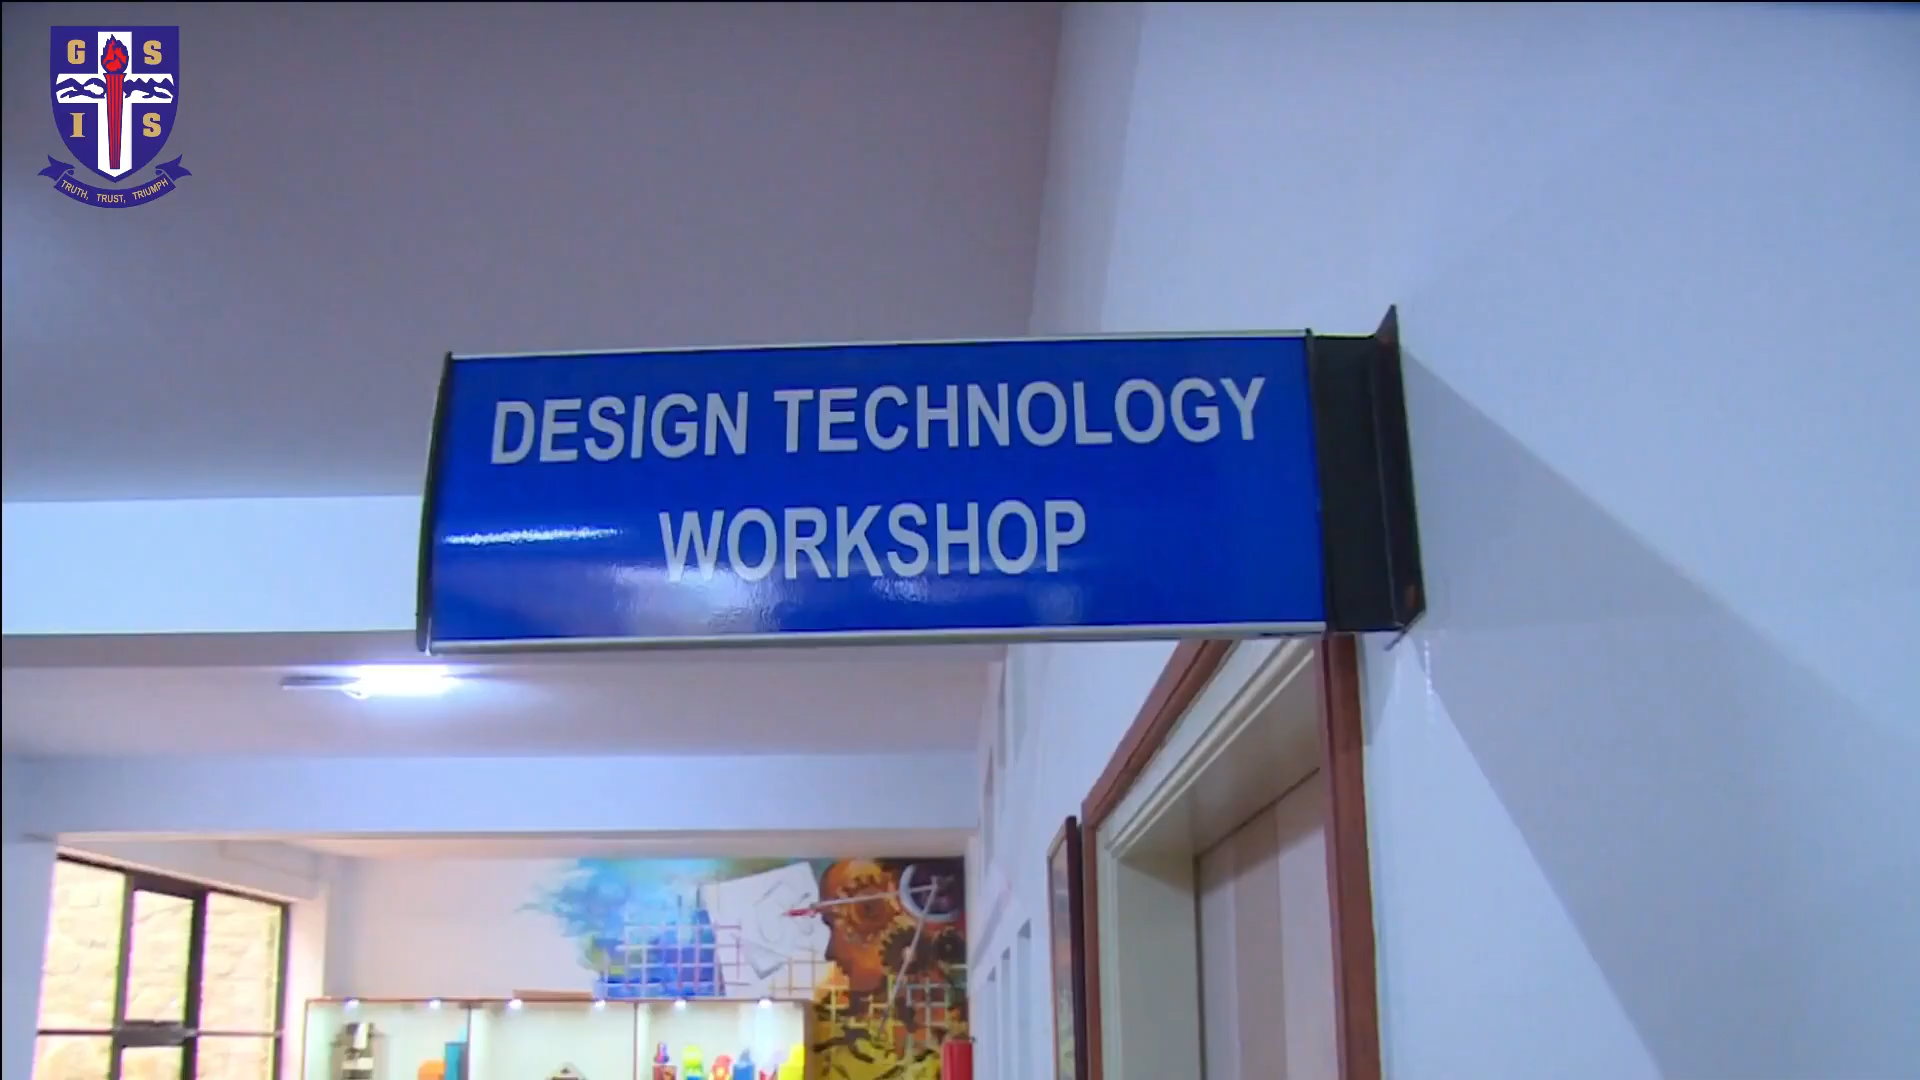 G S
I S
TRUTH, TRUST, TRIUMPH
DESIGN TECHNOLOGY
WORKSHOP